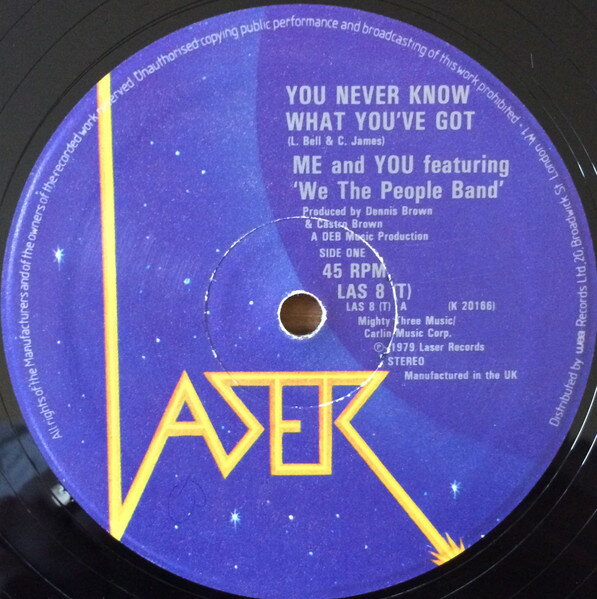 YOU NEVER KNOW
WHAT YOU'VE GOT
(L. Bell & C. James)
ME and YOU featuring
'We The People Band'
Produced by Dennis Brown
& Castro Brown
A DEB Music Production
SIDE ONE
45 RPM
LAS 8 (T)
LAS 8 (T) A (K 20166)
Mighty Three Music/
Carlin Music Corp.
℗1979 Laser Records
STEREO
Manufactured in the UK
LASER
All rights of the Manufacturers and of the owners of the recorded work reserved. Unauthorised copying public performance and broadcasting of this work prohibited · Distributed by wea Records Ltd, 20, Broadwick St, London W.1.